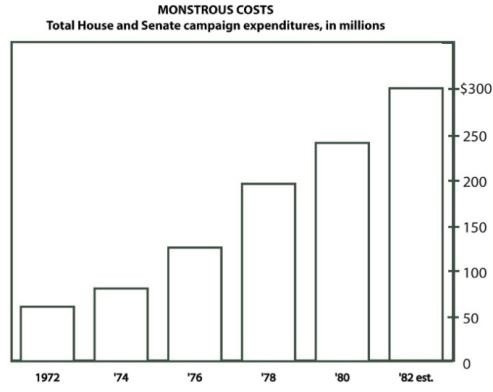 MONSTROUS COSTS
Total House and Senate campaign expenditures, in millions
$300
250
200
150
100
50
0
1972 '74 '76 '78 '80 '82 est.